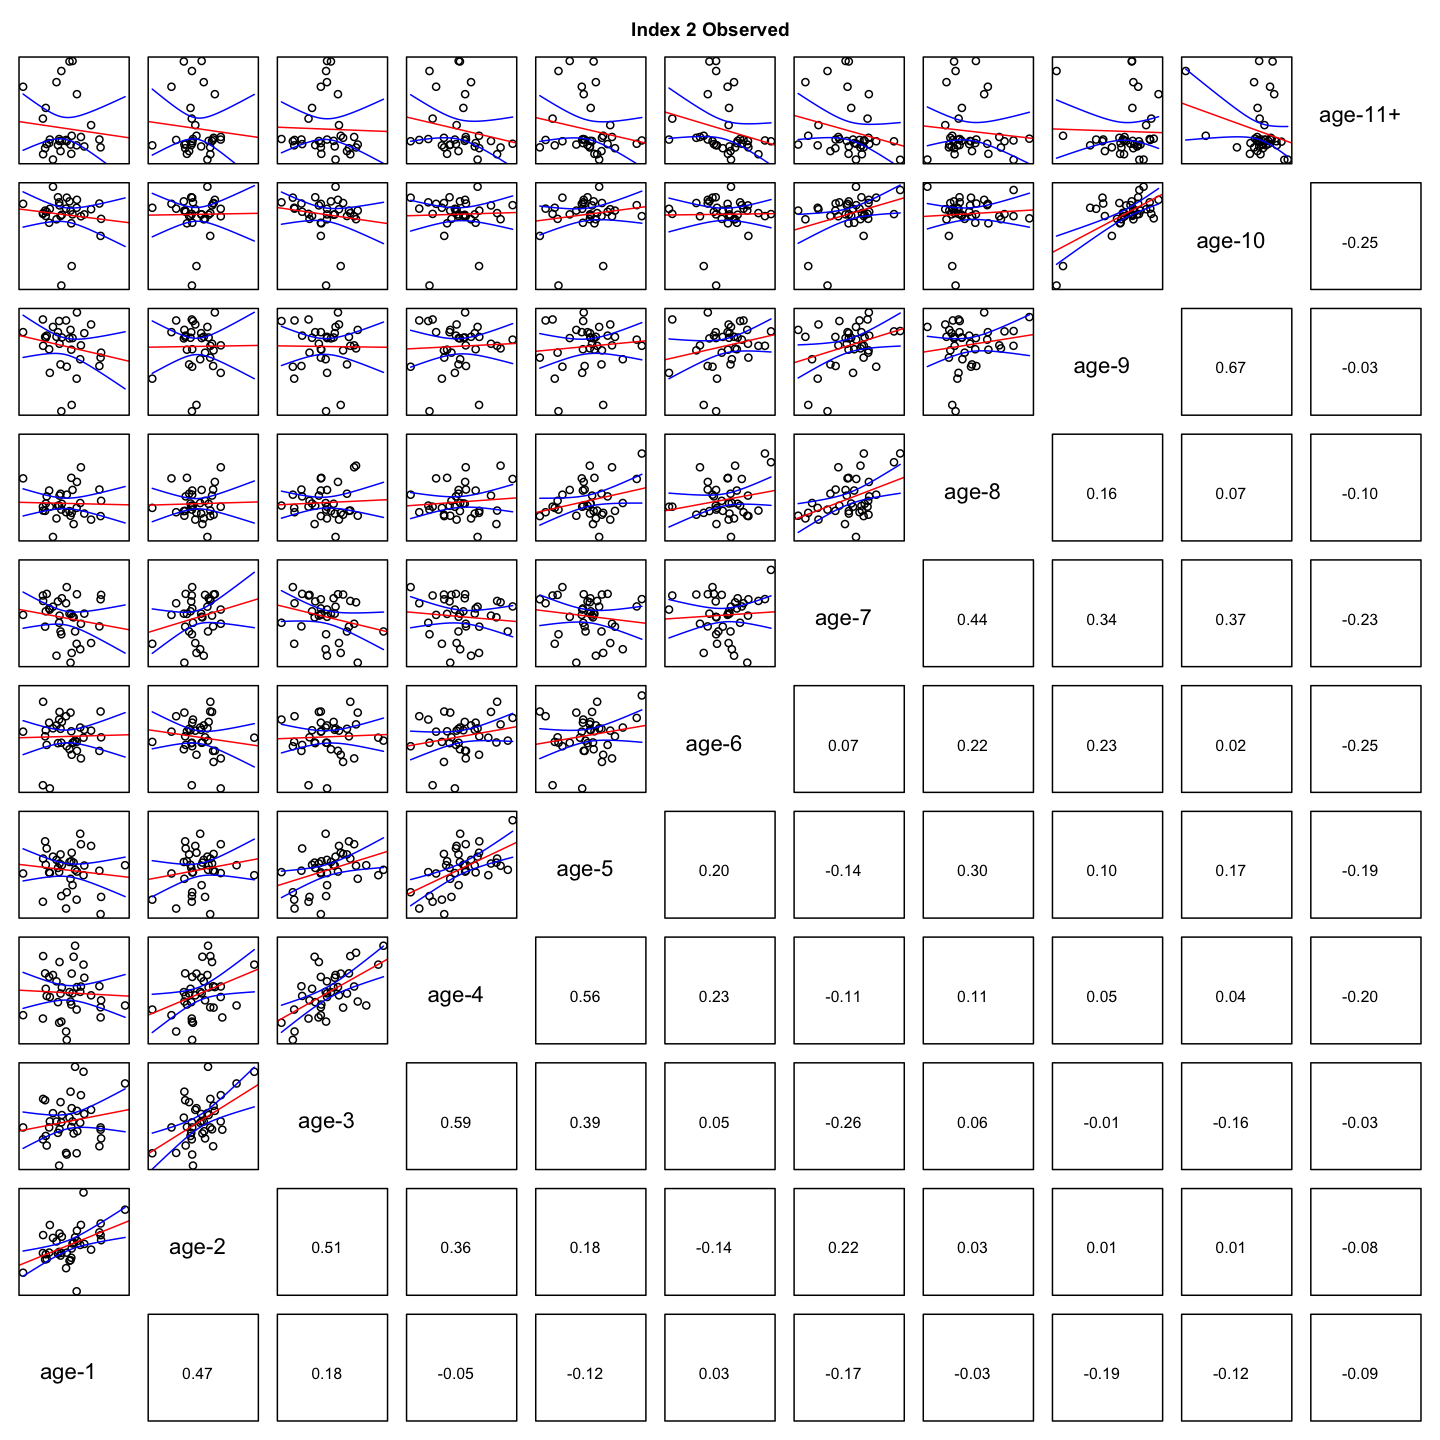 Index 2 Observed
age-11+
age-10 -0.25
age-9 0.67 -0.03
age-8 0.16 0.07 -0.10
age-7 0.44 0.34 0.37 -0.23
age-6 0.07 0.22 0.23 0.02 -0.25
age-5 0.20 -0.14 0.30 0.10 0.17 -0.19
age-4 0.56 0.23 -0.11 0.11 0.05 0.04 -0.20
age-3 0.59 0.39 0.05 -0.26 0.06 -0.01 -0.16 -0.03
age-2 0.51 0.36 0.18 -0.14 0.22 0.03 0.01 0.01 -0.08
age-1 0.47 0.18 -0.05 -0.12 0.03 -0.17 -0.03 -0.19 -0.12 -0.09